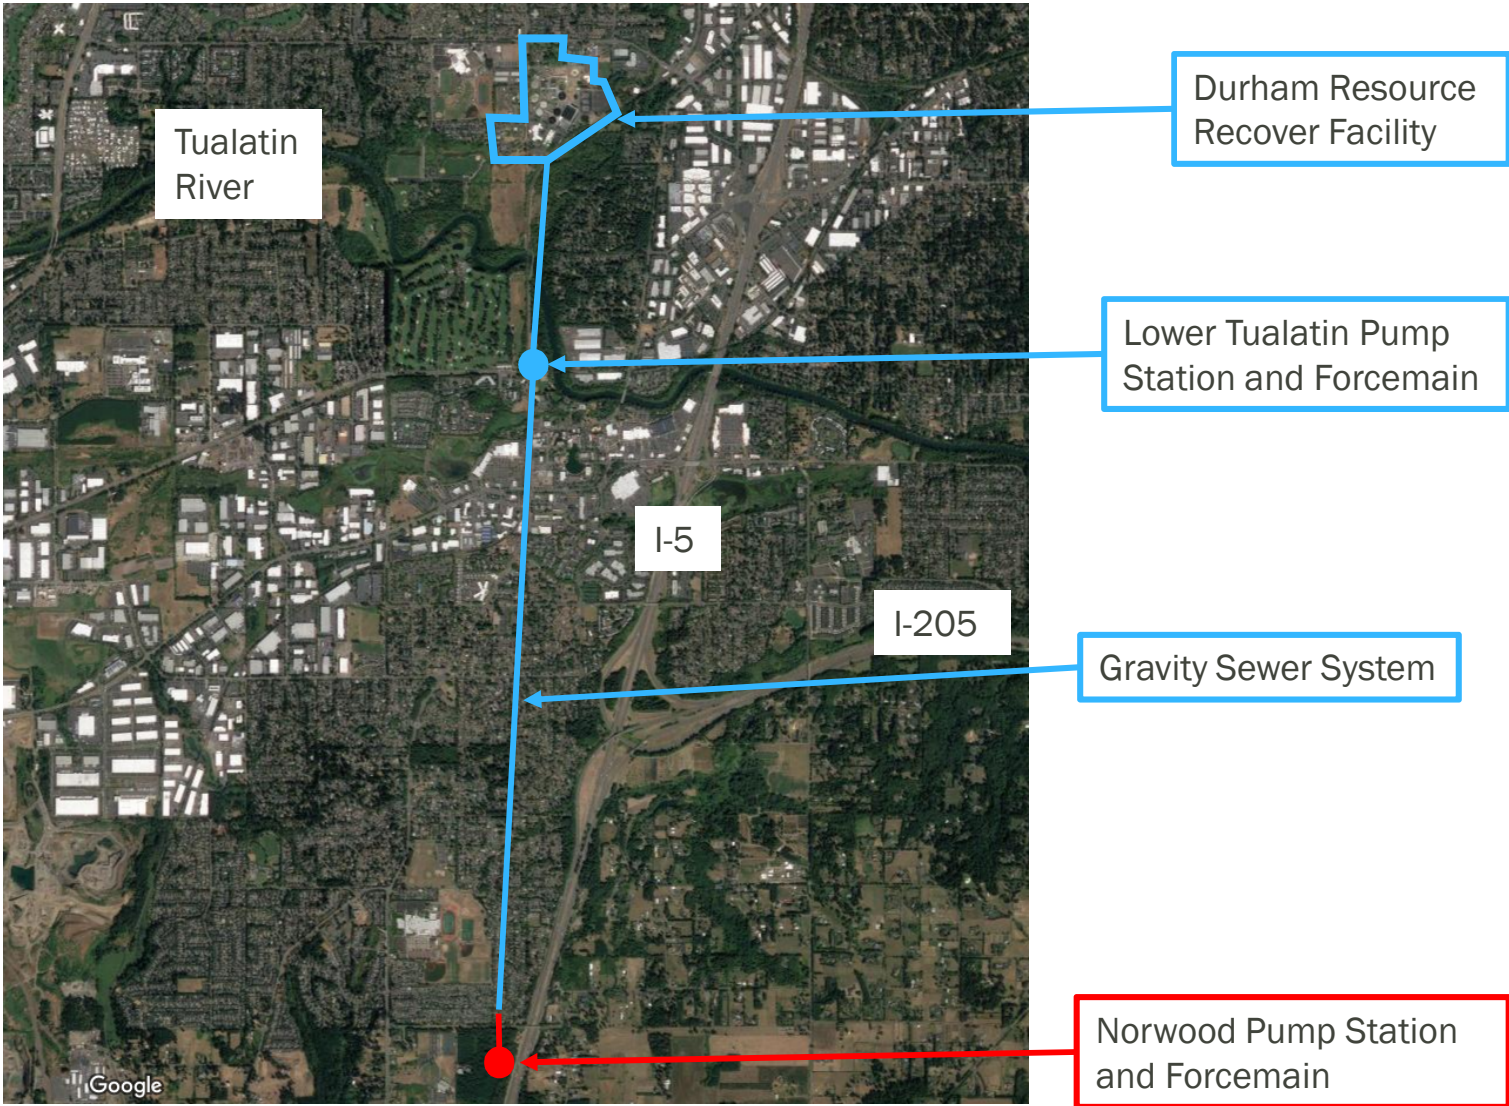 Durham Resource
Recover Facility
Tualatin
River
Lower Tualatin Pump
Station and Forcemain
I-5
I-205
Gravity Sewer System
Norwood Pump Station
and Forcemain
Google